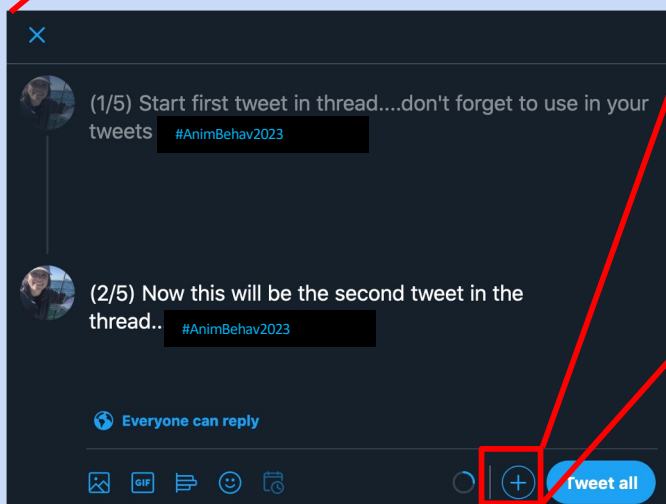 (1/5) Start first tweet in thread....don't forget to use in your
tweets #AnimBehav2023
(2/5) Now this will be the second tweet in the
thread.. #AnimBehav2023
Everyone can reply
GIF
Tweet all